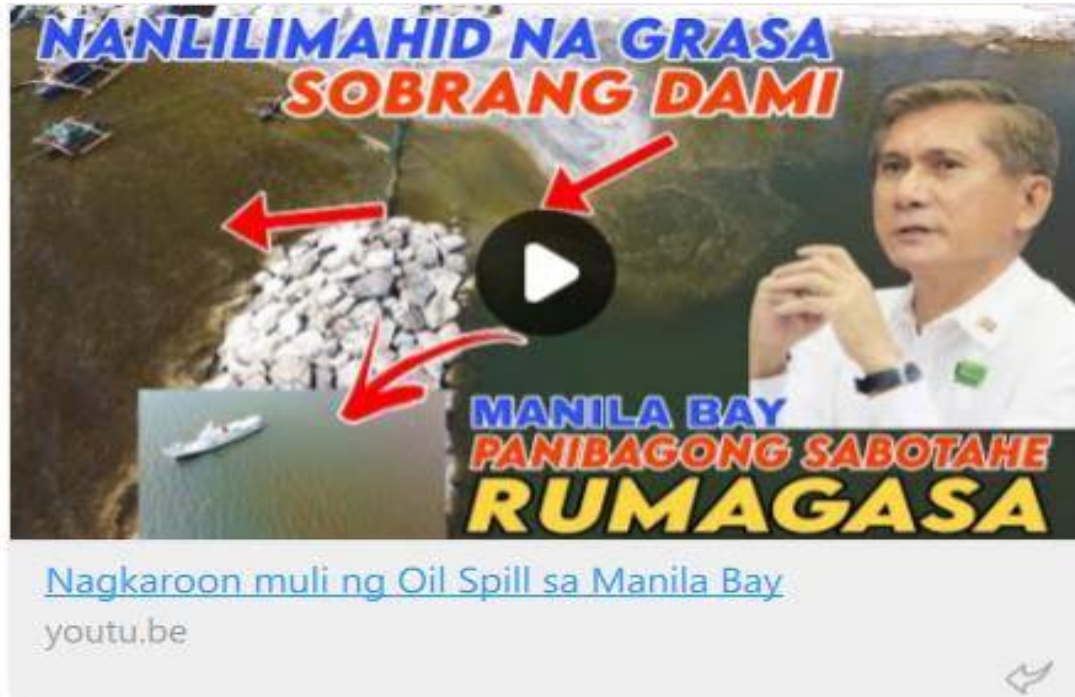 NANLILIMAHID NA GRASA
SOBRANG DAMI
MANILA BAY
PANIBAGONG SABOTAHE
RUMAGASA
Nagkaroon muli ng Oil Spill sa Manila Bay
youtu.be